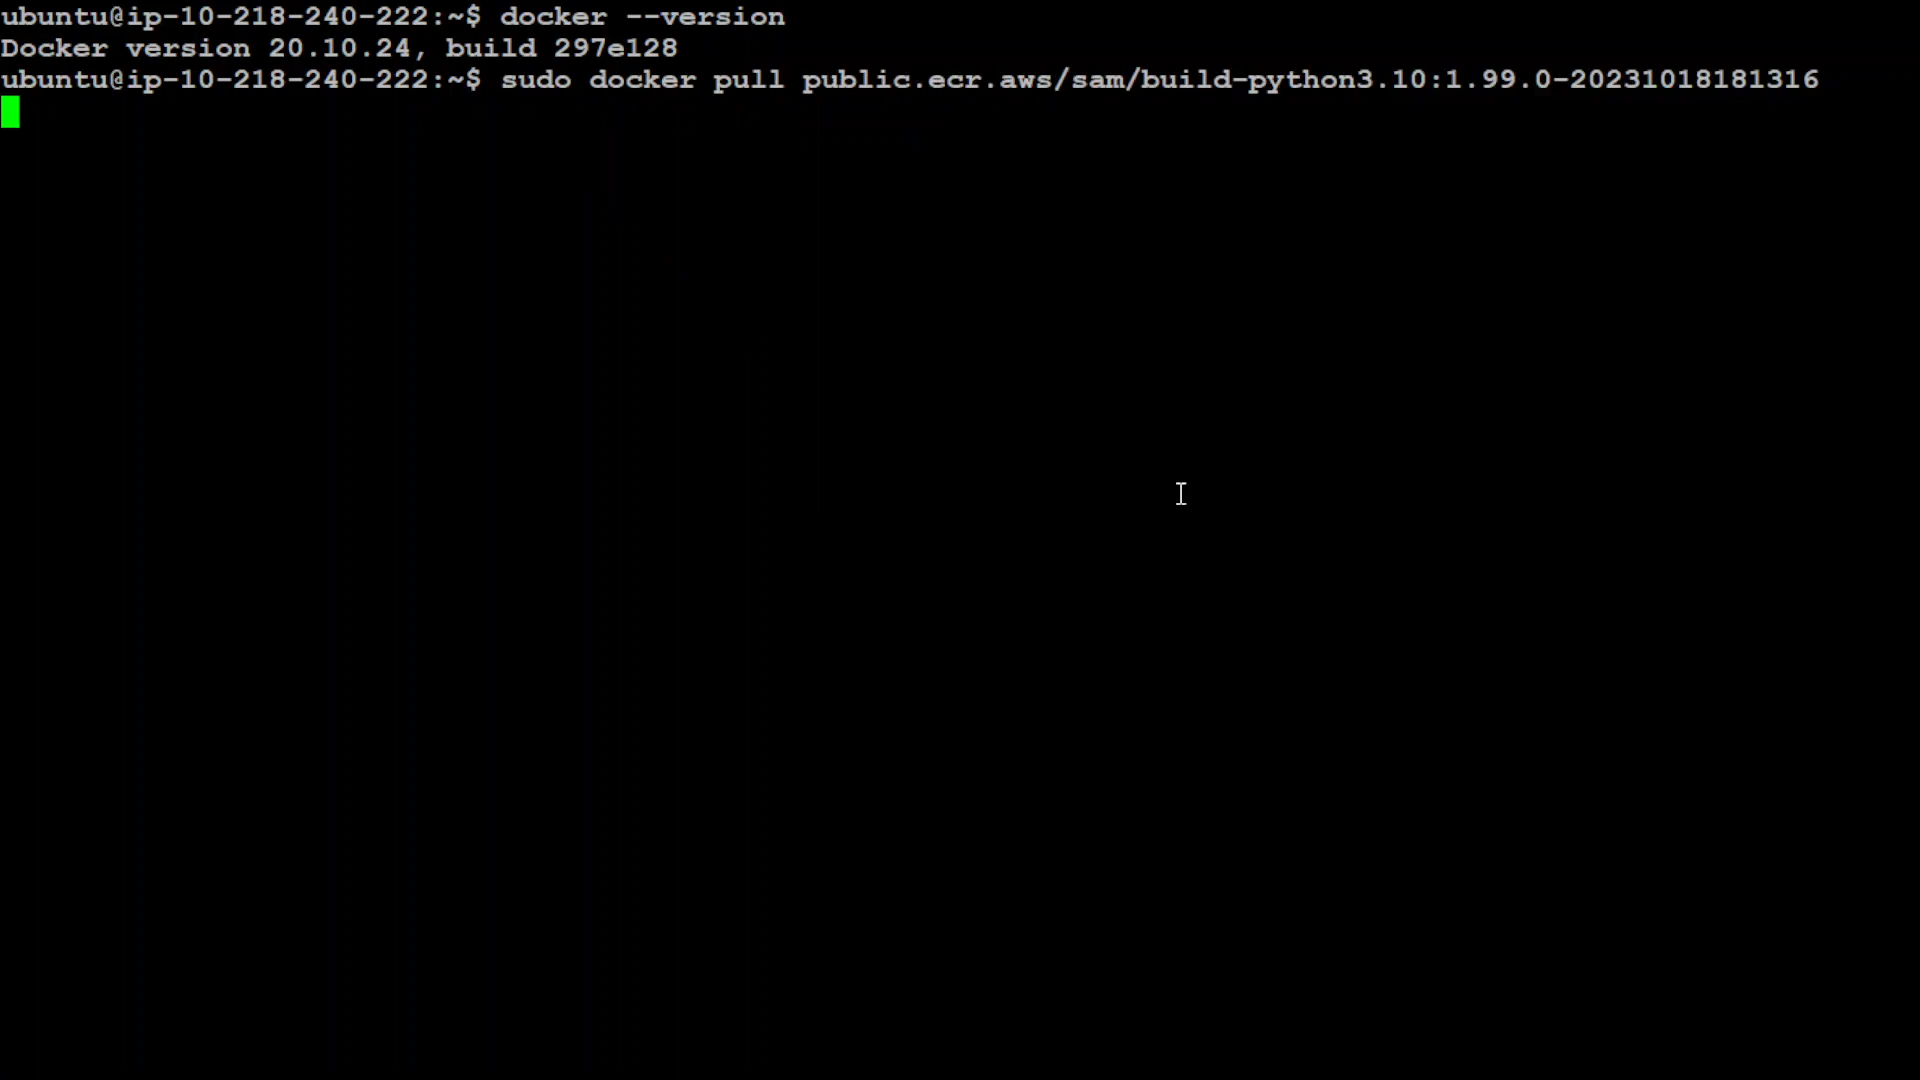 ubuntu@ip-10-218-240-222:~$ docker --version
Docker version 20.10.24, build 297e128
ubuntu@ip-10-218-240-222:~$ sudo docker pull public.ecr.aws/sam/build-python3.10:1.99.0-20231018181316